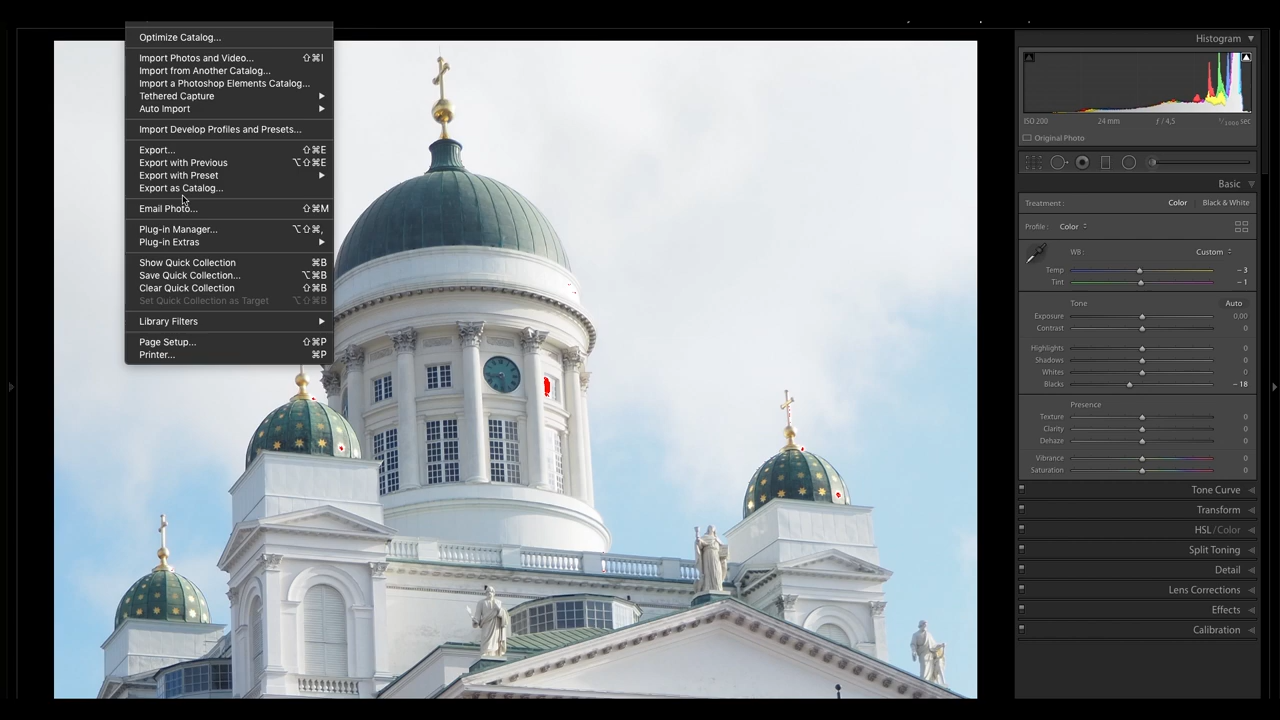 Optimize Catalog...
Import Photos and Video... ⇧⌘I
Import from Another Catalog...
Import a Photoshop Elements Catalog...
Tethered Capture
Auto Import
Import Develop Profiles and Presets...
Export... ⇧⌘E
Export with Previous ⌥⇧⌘E
Export with Preset
Export as Catalog...
Email Photo... ⇧⌘M
Plug-in Manager... ⌥⇧⌘,
Plug-in Extras
Show Quick Collection ⌘B
Save Quick Collection... ⌥⌘B
Clear Quick Collection ⇧⌘B
Set Quick Collection as Target ⌥⇧⌘B
Library Filters
Page Setup... ⇧⌘P
Printer... ⌘P
Histogram
ISO 200 24 mm ƒ / 4,5 1/1000 sec
Original Photo
Basic
Treatment: Color Black & White
Profile: Color
WB: Custom
Temp − 3
Tint − 1
Tone Auto
Exposure 0,00
Contrast 0
Highlights 0
Shadows 0
Whites 0
Blacks − 18
Presence
Texture 0
Clarity 0
Dehaze 0
Vibrance 0
Saturation 0
Tone Curve
Transform
HSL / Color
Split Toning
Detail
Lens Corrections
Effects
Calibration